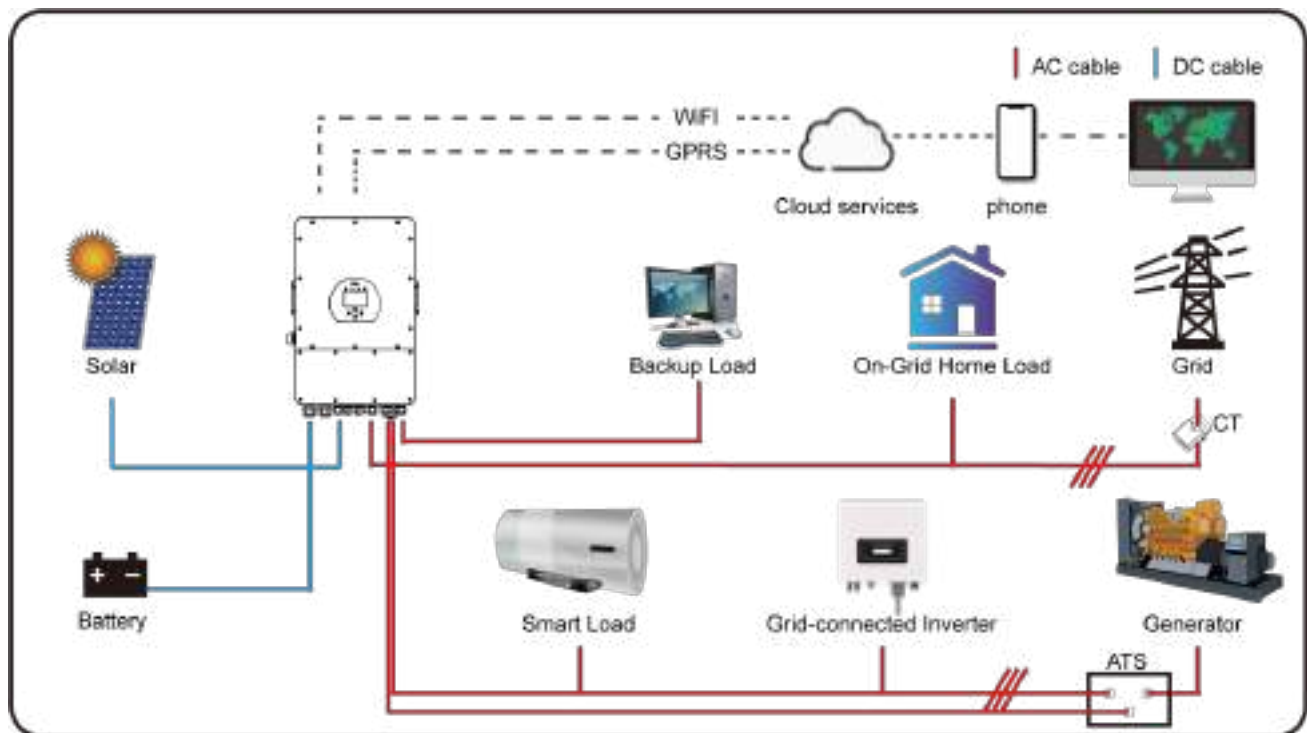 AC cable DC cable
WIFI
GPRS
Cloud services phone
Solar Backup Load On-Grid Home Load Grid
CT
Battery Smart Load Grid-connected Inverter Generator
ATS